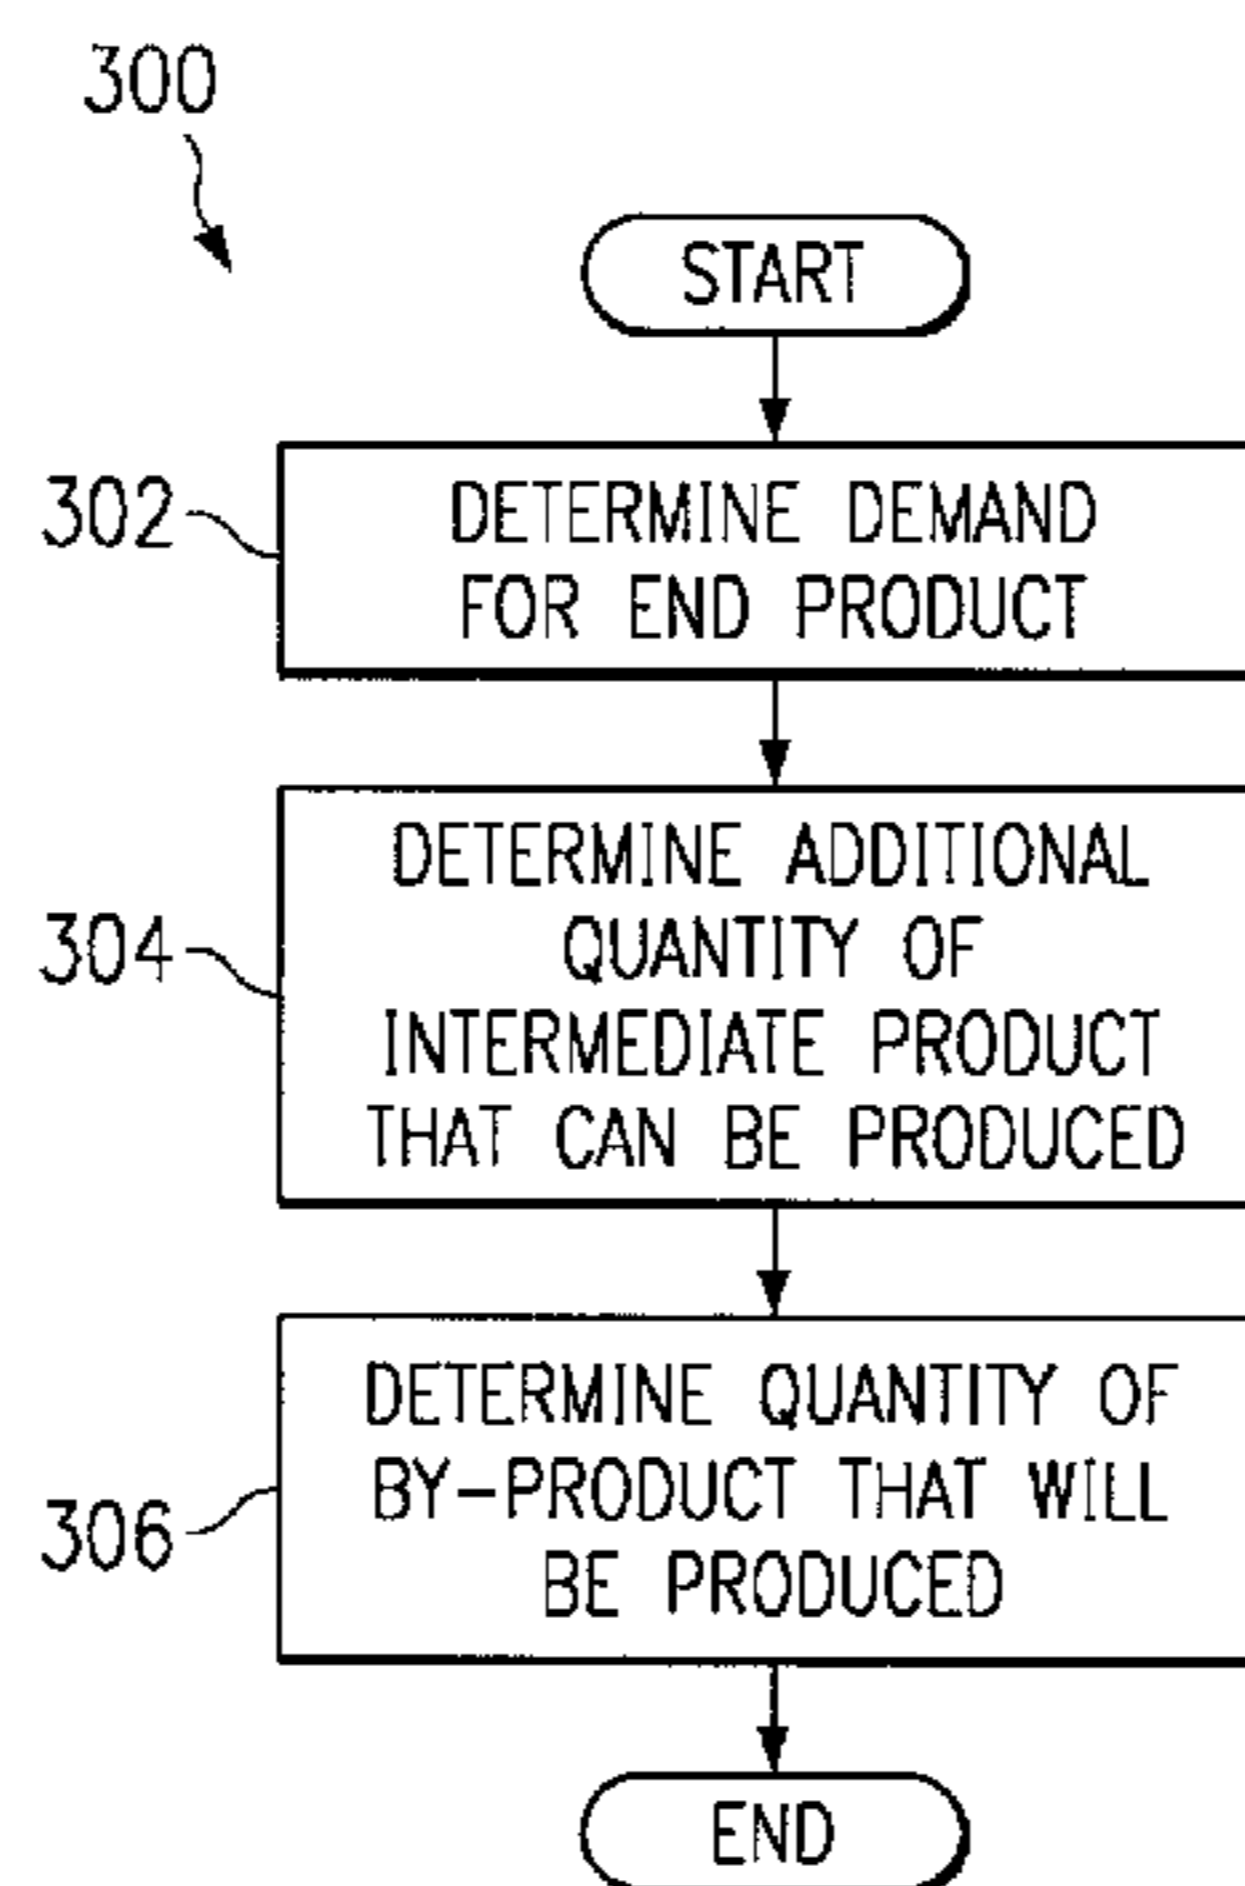 300
START
302
DETERMINE DEMAND
FOR END PRODUCT
304
DETERMINE ADDITIONAL
QUANTITY OF
INTERMEDIATE PRODUCT
THAT CAN BE PRODUCED
306
DETERMINE QUANTITY OF
BY-PRODUCT THAT WILL
BE PRODUCED
END